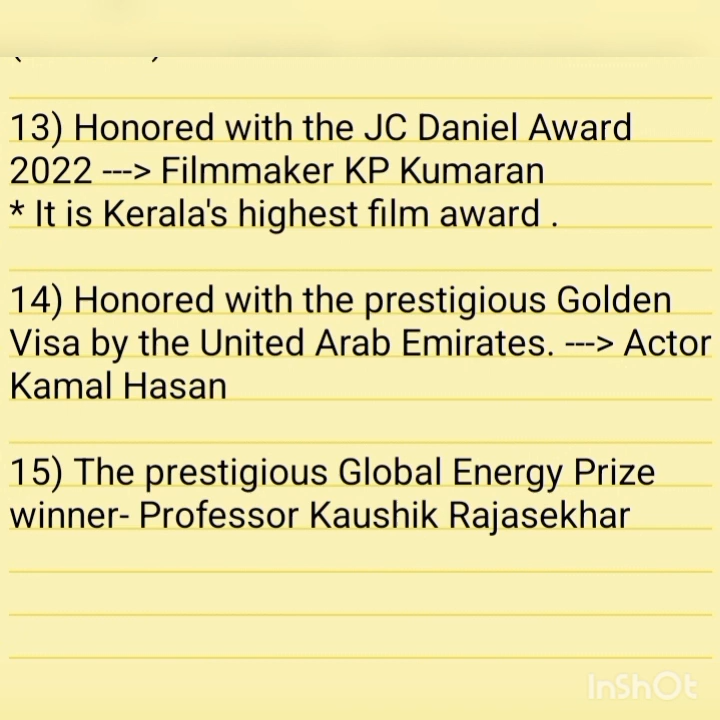 13) Honored with the JC Daniel Award
2022 ---> Filmmaker KP Kumaran
* It is Kerala's highest film award .
14) Honored with the prestigious Golden
Visa by the United Arab Emirates. ---> Actor
Kamal Hasan
15) The prestigious Global Energy Prize
winner- Professor Kaushik Rajasekhar
InShOt